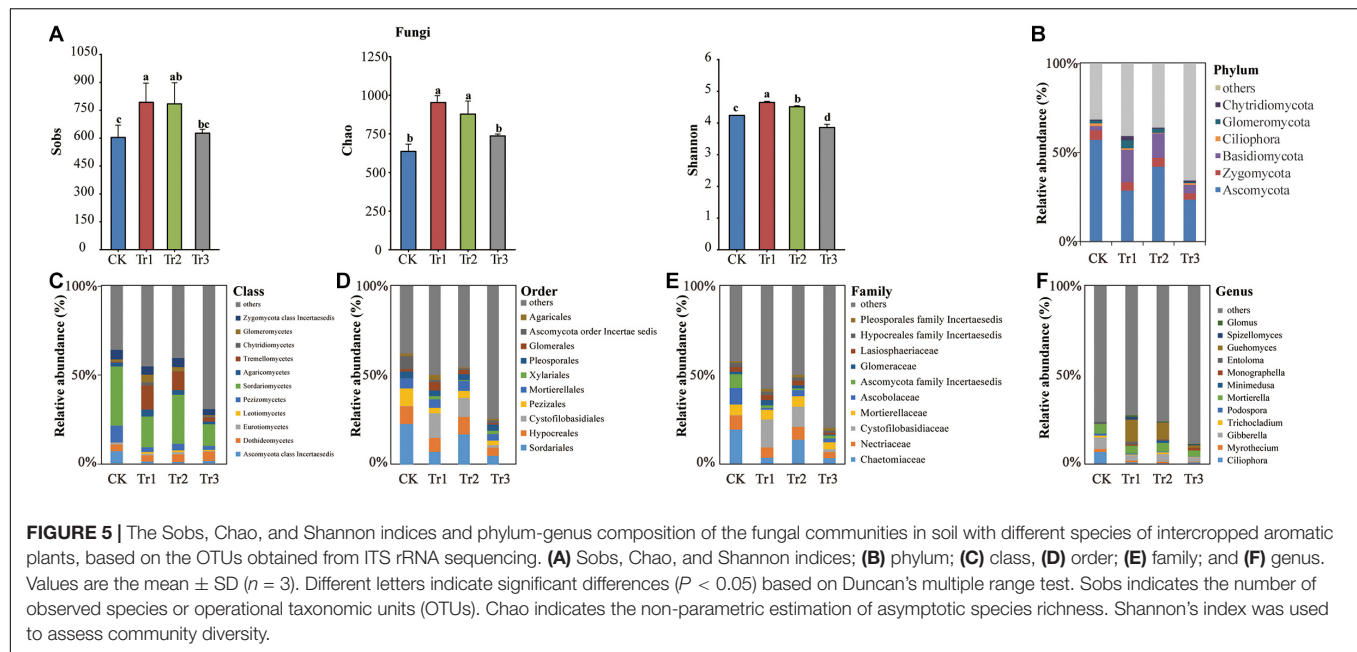 A
Fungi
Sobs
1050
900
750
600
450
300
150
0
c
a
ab
bc
CK Tr1 Tr2 Tr3
Chao
1250
1000
750
500
250
0
b
a
a
b
CK Tr1 Tr2 Tr3
Shannon
6
5
4
3
2
1
0
c
a
b
d
CK Tr1 Tr2 Tr3
B
Relative abundance (%)
100%
50%
0%
CK Tr1 Tr2 Tr3
Phylum
others
Chytridiomycota
Glomeromycota
Ciliophora
Basidiomycota
Zygomycota
Ascomycota
C
Relative abundance (%)
100%
50%
0%
CK Tr1 Tr2 Tr3
Class
others
Zygomycota class Incertaesedis
Glomeromycetes
Chytridiomycetes
Tremellomycetes
Agaricomycetes
Sordariomycetes
Pezizomycetes
Leotiomycetes
Eurotiomycetes
Dothideomycetes
Ascomycota class Incertaesedis
D
Relative abundance (%)
100%
50%
0%
CK Tr1 Tr2 Tr3
Order
others
Agaricales
Ascomycota order Incertae sedis
Glomerales
Pleosporales
Xylariales
Mortierellales
Pezizales
Cystofilobasidiales
Hypocreales
Sordariales
E
Relative abundance (%)
100%
50%
0%
CK Tr1 Tr2 Tr3
Family
others
Pleosporales family Incertaesedis
Hypocreales family Incertaesedis
Lasiosphaeriaceae
Glomeraceae
Ascomycota family Incertaesedis
Ascobolaceae
Mortierellaceae
Cystofilobasidiaceae
Nectriaceae
Chaetomiaceae
F
Relative abundance (%)
100%
50%
0%
CK Tr1 Tr2 Tr3
Genus
others
Glomus
Spizellomyces
Guehomyces
Entoloma
Monographella
Minimedusa
Mortierella
Podospora
Trichocladium
Gibberella
Myrothecium
Ciliophora
FIGURE 5 | The Sobs, Chao, and Shannon indices and phylum-genus composition of the fungal communities in soil with different species of intercropped aromatic
plants, based on the OTUs obtained from ITS rRNA sequencing. (A) Sobs, Chao, and Shannon indices; (B) phylum; (C) class, (D) order; (E) family; and (F) genus.
Values are the mean ± SD (n = 3). Different letters indicate significant differences (P < 0.05) based on Duncan's multiple range test. Sobs indicates the number of
observed species or operational taxonomic units (OTUs). Chao indicates the non-parametric estimation of asymptotic species richness. Shannon's index was used
to assess community diversity.